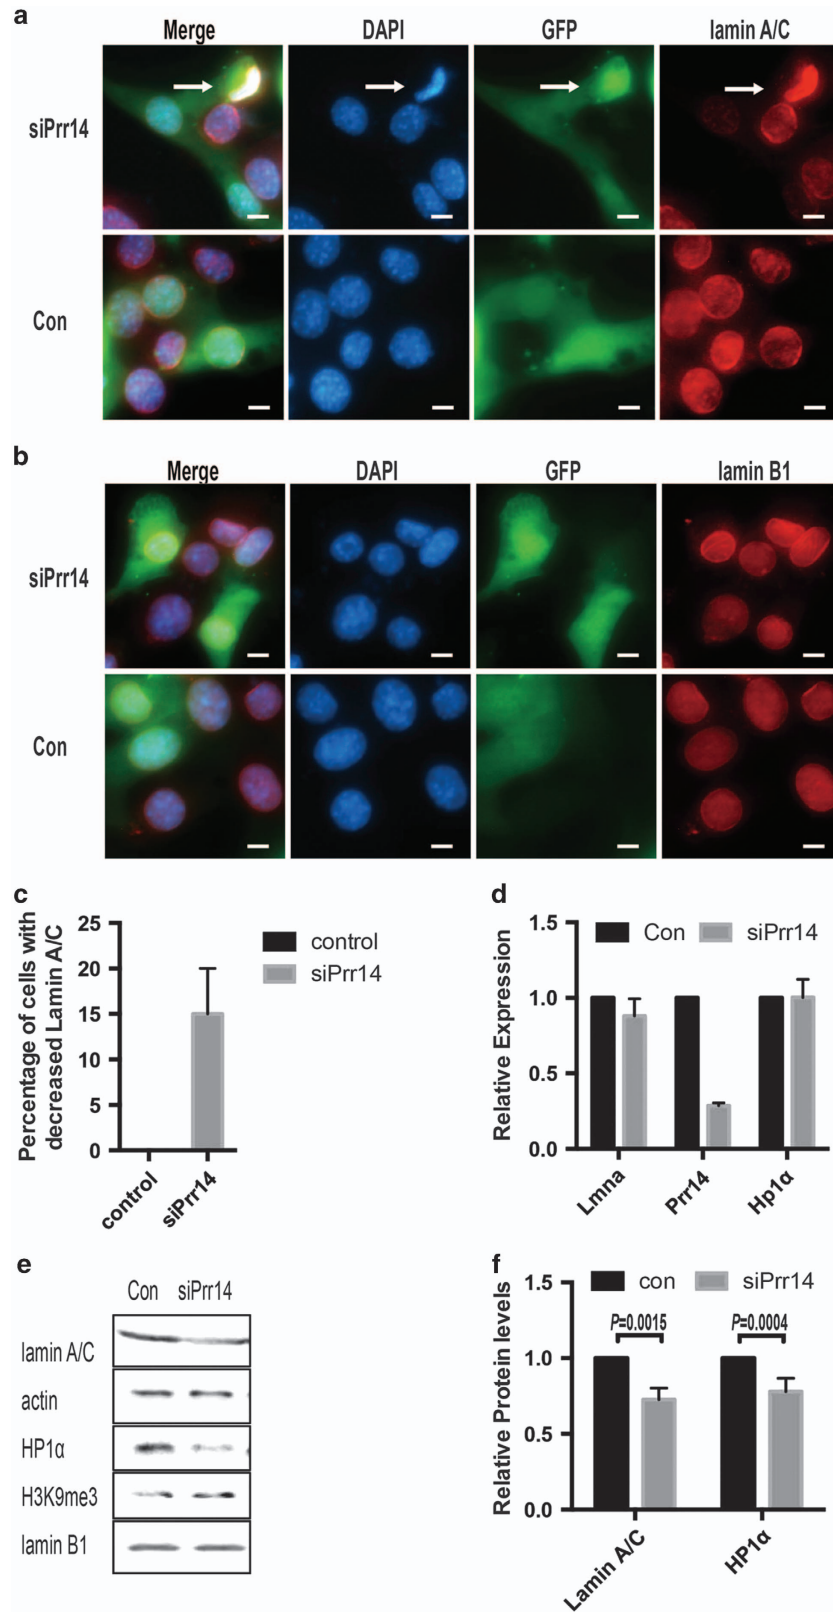 a
Merge DAPI GFP lamin A/C
siPrr14
Con
b
Merge DAPI GFP lamin B1
siPrr14
Con
c
Percentage of cells with
decreased Lamin A/C
25
20
15
10
5
0
control
siPrr14
control
siPrr14
d
Relative Expression
1.5
1.0
0.5
0.0
Con siPrr14
Lmna Prr14 Hp1α
e
Con siPrr14
lamin A/C
actin
HP1α
H3K9me3
lamin B1
f
Relative Protein levels
1.5
1.0
0.5
0.0
con siPrr14
P=0.0015 P=0.0004
Lamin A/C HP1α